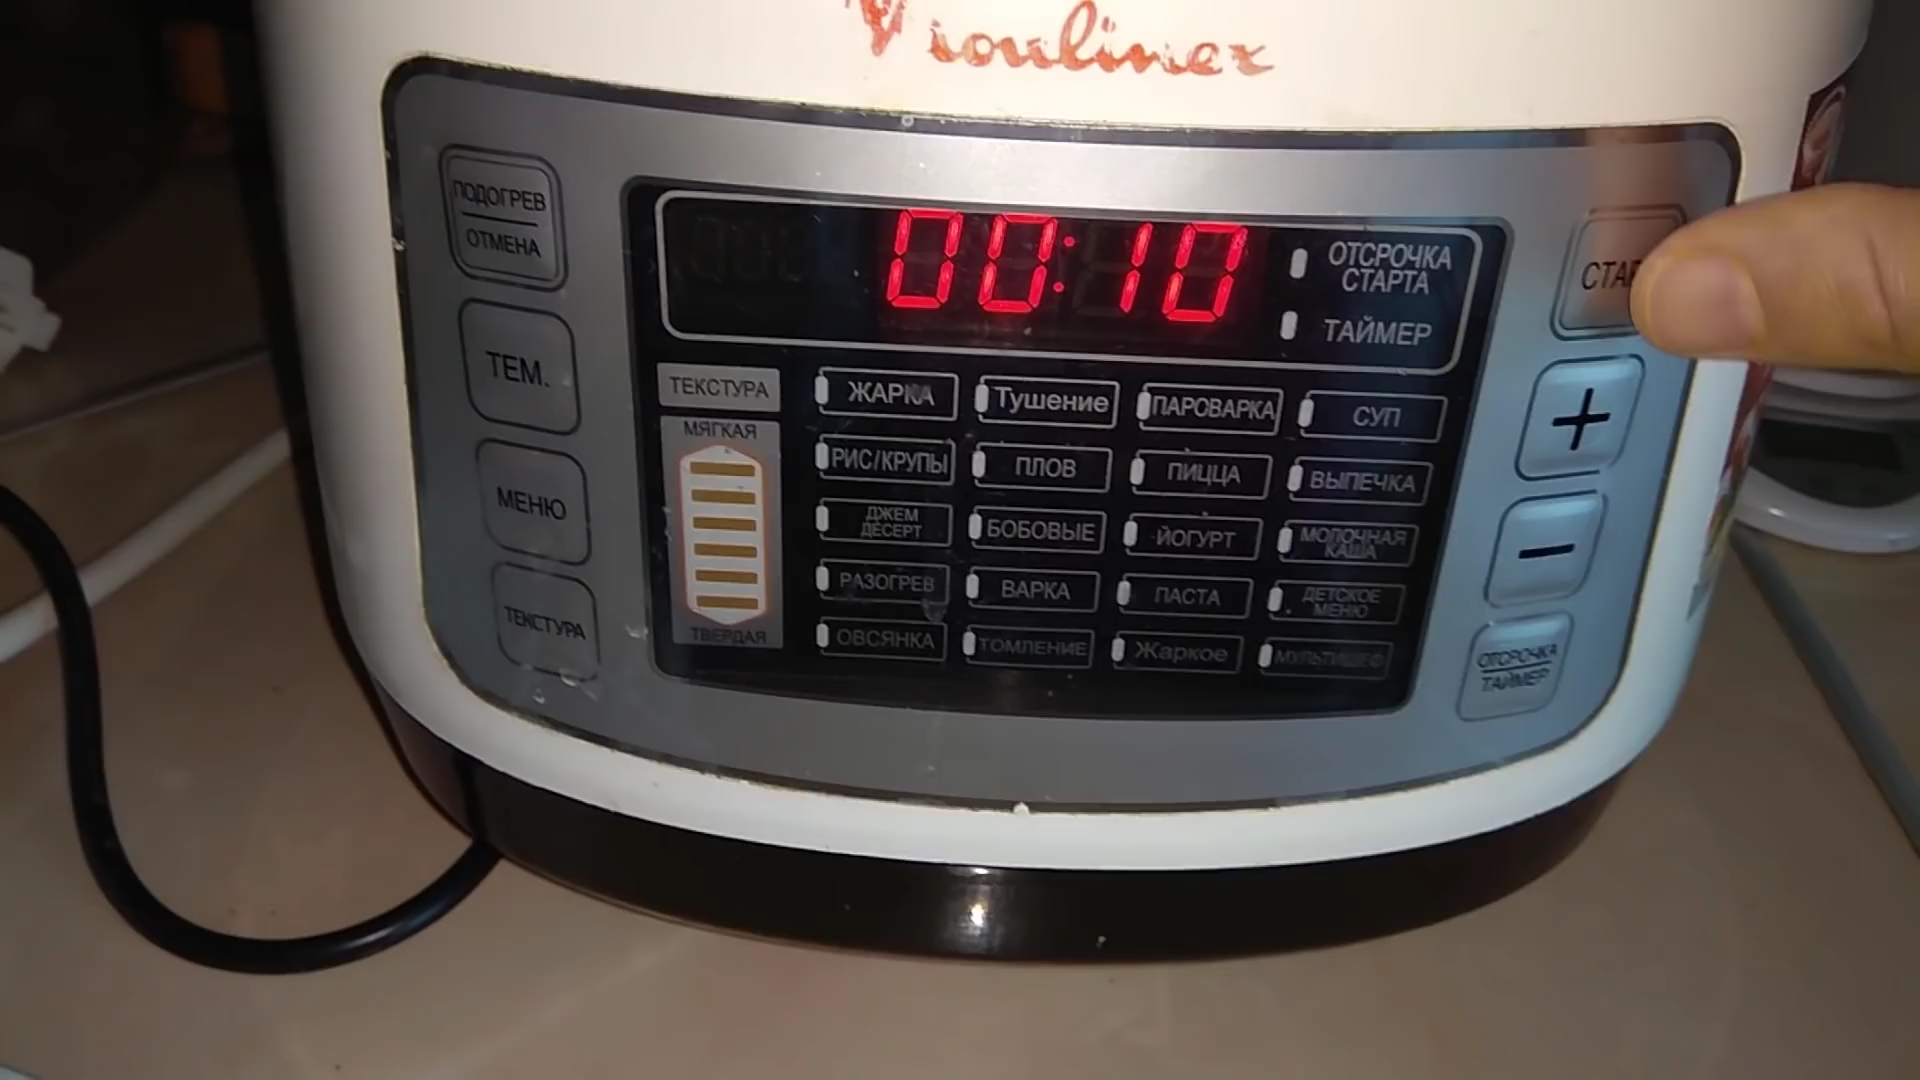 moulinex
ПОДОГРЕВ
ОТМЕНА
ТЕМ.
МЕНЮ
ТЕКСТУРА
00:10
ОТСРОЧКА
СТАРТА
ТАЙМЕР
ТЕКСТУРА
МЯГКАЯ
ТВЕРДАЯ
ЖАРКА Тушение ПАРОВАРКА СУП
РИС/КРУПЫ ПЛОВ ПИЦЦА ВЫПЕЧКА
ДЖЕМ
ДЕСЕРТ
БОБОВЫЕ ЙОГУРТ
МОЛОЧНАЯ
КАША
РАЗОГРЕВ ВАРКА ПАСТА
ДЕТСКОЕ
МЕНЮ
ОВСЯНКА ТОМЛЕНИЕ Жаркое МУЛЬТИШЕФ
+
−
ОТСРОЧКА
ТАЙМЕР